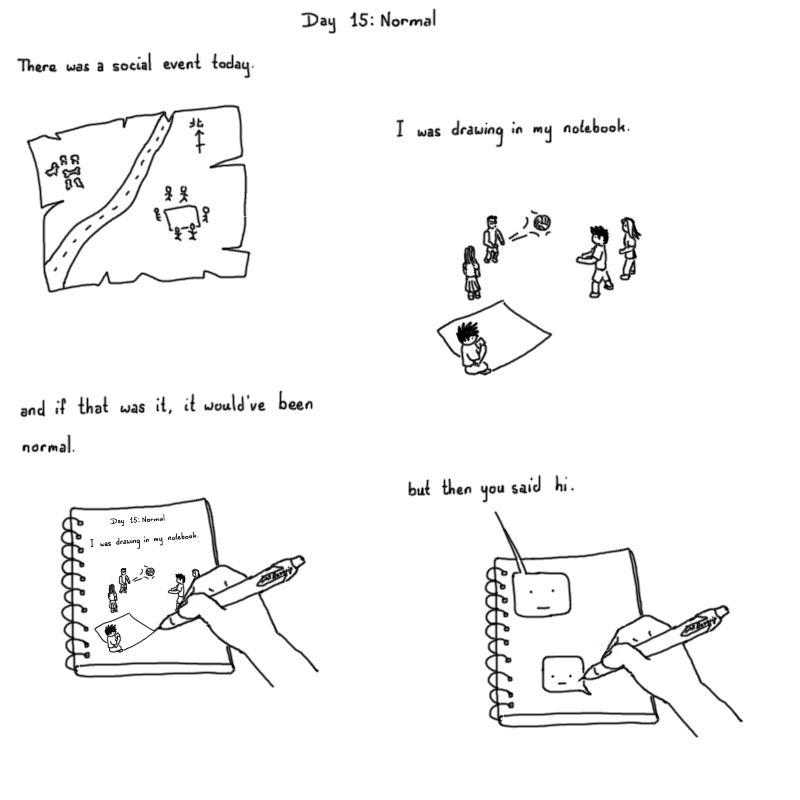 Day 15: Normal
There was a social event today.
北
I was drawing in my notebook.
and if that was it, it would've been
normal.
Day 15: Normal
I was drawing in my notebook.
but then you said hi.